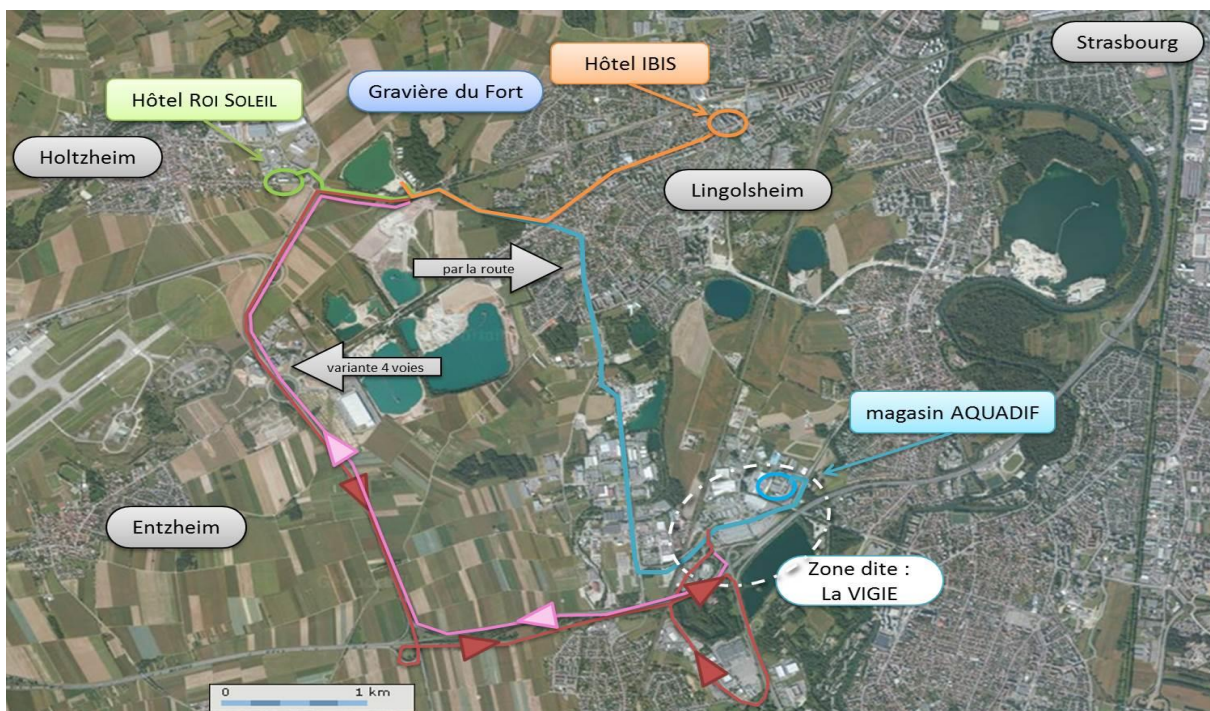 Strasbourg
Hôtel IBIS
Gravière du Fort
Hôtel ROI SOLEIL
Holtzheim
Lingolsheim
par la route
variante 4 voies
magasin AQUADIF
Entzheim
Zone dite :
La VIGIE
0 1 km